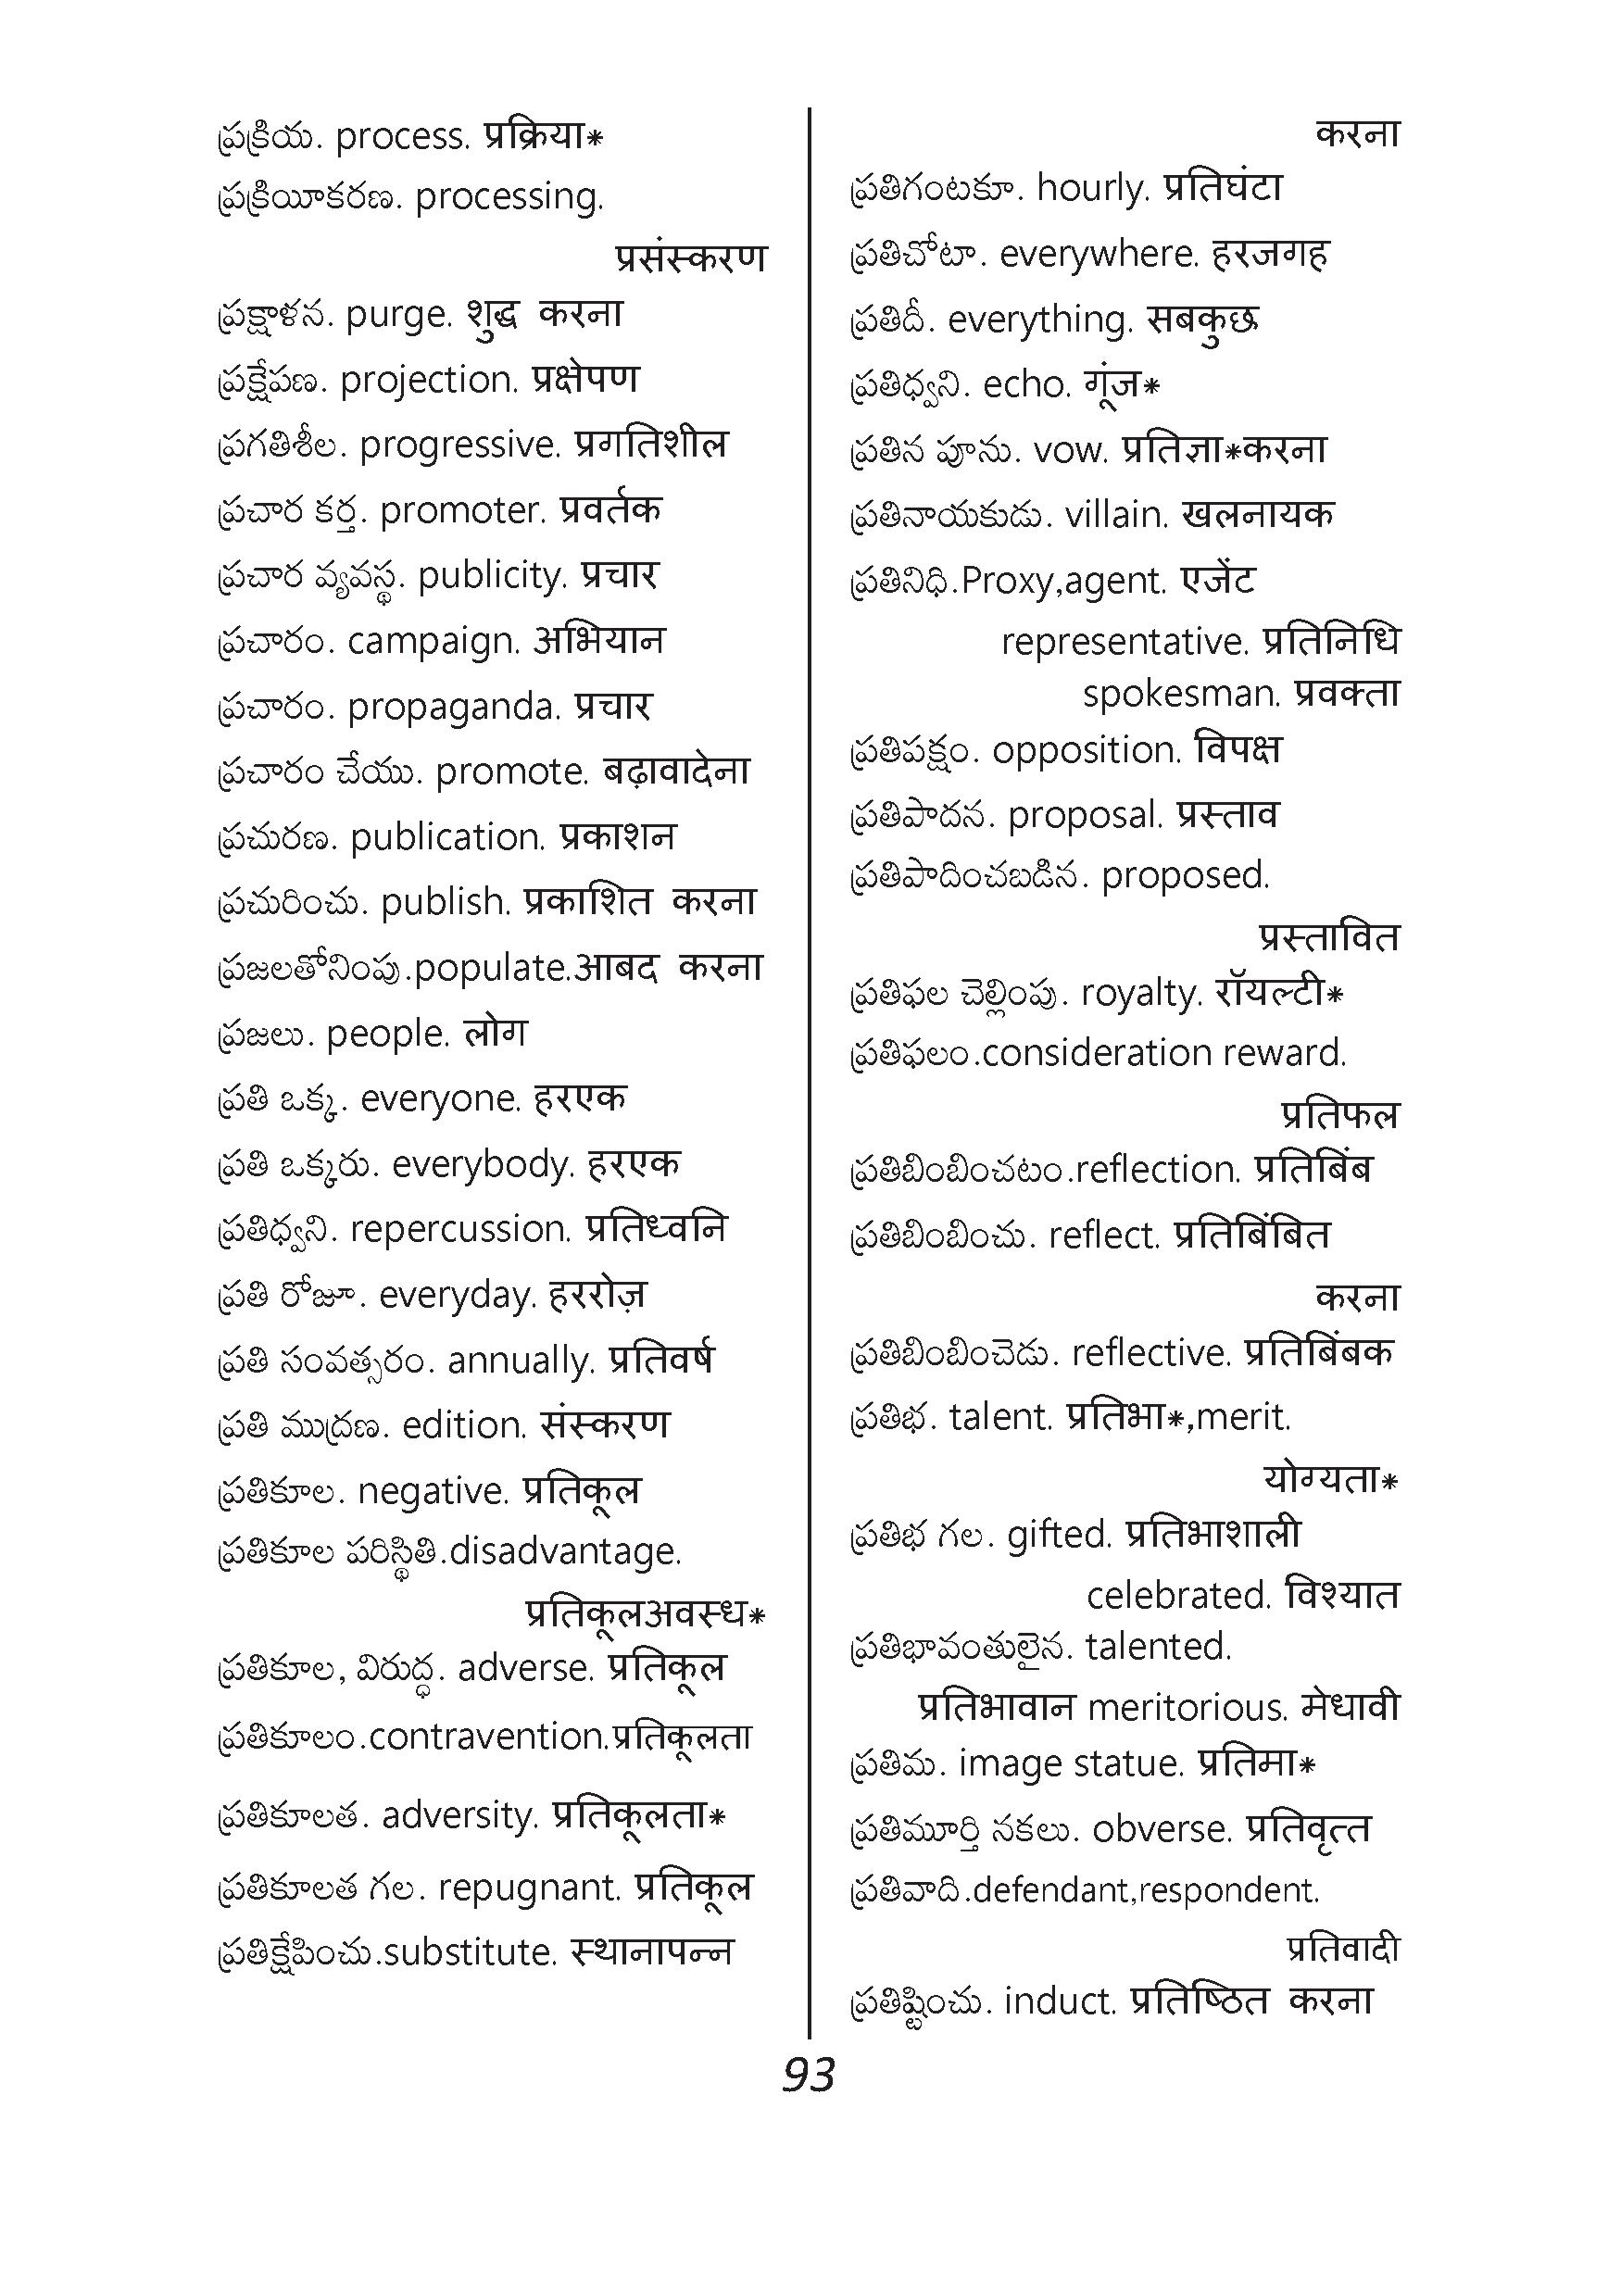 ప్రక్రియ. process. प्रक्रिया*
ప్రక్రియీకరణ. processing.
प्रसंस्करण
ప్రక్షాళన. purge. शुद्ध करना
ప్రక్షేపణ. projection. प्रक्षेपण
ప్రగతిశీల. progressive. प्रगतिशील
ప్రచార కర్త. promoter. प्रवर्तक
ప్రచార వ్యవస్థ. publicity. प्रचार
ప్రచారం. campaign. अभियान
ప్రచారం. propaganda. प्रचार
ప్రచారం చేయు. promote. बढ़ावादेना
ప్రచురణ. publication. प्रकाशन
ప్రచురించు. publish. प्रकाशित करना
ప్రజలతోనింపు.populate.आबद करना
ప్రజలు. people. लोग
ప్రతి ఒక్క. everyone. हरएक
ప్రతి ఒక్కరు. everybody. हरएक
ప్రతిధ్వని. repercussion. प्रतिध्वनि
ప్రతి రోజూ. everyday. हररोज़
ప్రతి సంవత్సరం. annually. प्रतिवर्ष
ప్రతి ముద్రణ. edition. संस्करण
ప్రతికూల. negative. प्रतिकूल
ప్రతికూల పరిస్థితి.disadvantage.
प्रतिकूलअवस्ध*
ప్రతికూల, విరుద్ధ. adverse. प्रतिकूल
ప్రతికూలం.contravention.प्रतिकूलता
ప్రతికూలత. adversity. प्रतिकूलता*
ప్రతికూలత గల. repugnant. प्रतिकूल
ప్రతిక్షేపించు.substitute. स्थानापन्न
करना
ప్రతిగంటకూ. hourly. प्रतिघंटा
ప్రతిచోటా. everywhere. हरजगह
ప్రతిదీ. everything. सबकुछ
ప్రతిధ్వని. echo. गूंज*
ప్రతిన పూను. vow. प्रतिज्ञा*करना
ప్రతినాయకుడు. villain. खलनायक
ప్రతినిధి.Proxy,agent. एजेंट
representative. प्रतिनिधि
spokesman. प्रवक्ता
ప్రతిపక్షం. opposition. विपक्ष
ప్రతిపాదన. proposal. प्रस्ताव
ప్రతిపాదించబడిన. proposed.
प्रस्तावित
ప్రతిఫల చెల్లింపు. royalty. रॉयल्टी*
ప్రతిఫలం.consideration reward.
प्रतिफल
ప్రతిబింబించటం.reflection. प्रतिबिंब
ప్రతిబింబించు. reflect. प्रतिबिंबित
करना
ప్రతిబింబించెడు. reflective. प्रतिबिंबक
ప్రతిభ. talent. प्रतिभा*,merit.
योग्यता*
ప్రతిభ గల. gifted. प्रतिभाशाली
celebrated. विश्यात
ప్రతిభావంతులైన. talented.
प्रतिभावान meritorious. मेधावी
ప్రతిమ. image statue. प्रतिमा*
ప్రతిమూర్తి నకలు. obverse. प्रतिवृत्त
ప్రతివాది.defendant,respondent.
प्रतिवादी
ప్రతిష్టించు. induct. प्रतिष्ठित करना
93